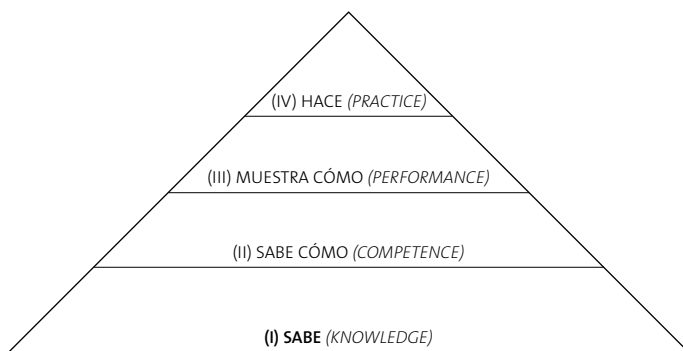 (IV) HACE (PRACTICE)
(III) MUESTRA CÓMO (PERFORMANCE)
(II) SABE CÓMO (COMPETENCE)
(I) SABE (KNOWLEDGE)